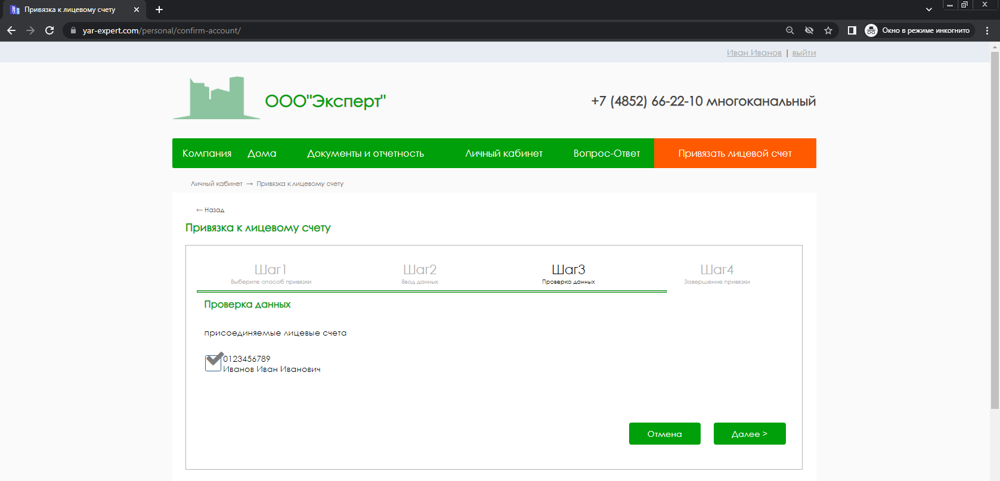 Привязка к лицевому счету
yar-expert.com/personal/confirm-account/
Окно в режиме инкогнито
Иван Иванов | выйти
ООО"Эксперт"
+7 (4852) 66-22-10 многоканальный
Компания Дома Документы и отчетность Личный кабинет Вопрос-Ответ Привязать лицевой счет
Личный кабинет → Привязка к лицевому счету
← Назад
Привязка к лицевому счету
Шаг1 Шаг2 Шаг3 Шаг4
Выберите способ привязки Ввод данных Проверка данных Завершение привязки
Проверка данных
присоединяемые лицевые счета
0123456789
Иванов Иван Иванович
Отмена Далее >